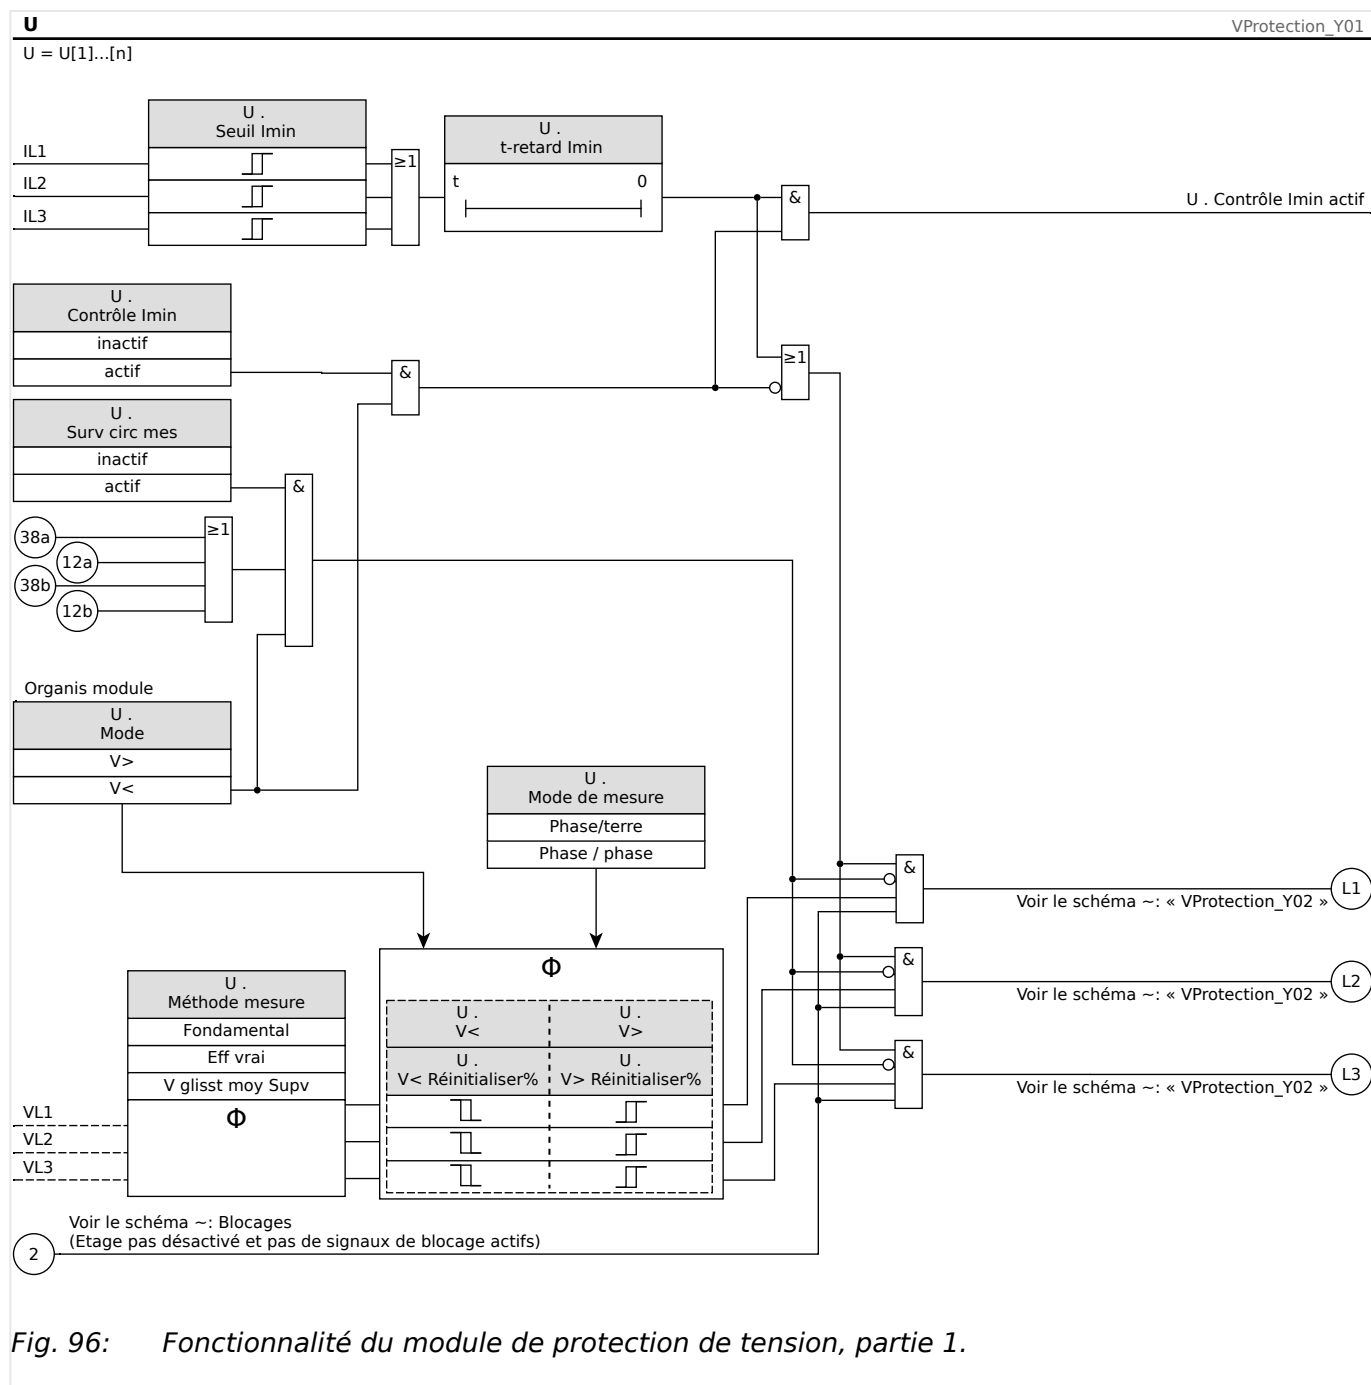 U
VProtection_Y01
U = U[1]...[n]
U .
Seuil Imin
IL1
IL2
IL3
≥1
U .
t-retard Imin
t
0
&
U . Contrôle Imin actif
U .
Contrôle Imin
inactif
actif
&
≥1
U .
Surv circ mes
inactif
actif
&
38a
12a
38b
12b
≥1
Organis module
U .
Mode
V>
V<
U .
Mode de mesure
Phase/terre
Phase / phase
&
L1
Voir le schéma ~: « VProtection_Y02 »
&
L2
Voir le schéma ~: « VProtection_Y02 »
&
L3
Voir le schéma ~: « VProtection_Y02 »
U .
Méthode mesure
Fondamental
Eff vrai
V glisst moy Supv
Φ
VL1
VL2
VL3
Φ
U .
V<
U .
V>
U .
V< Réinitialiser%
U .
V> Réinitialiser%
Voir le schéma ~: Blocages
(Etage pas désactivé et pas de signaux de blocage actifs)
2
Fig. 96: Fonctionnalité du module de protection de tension, partie 1.